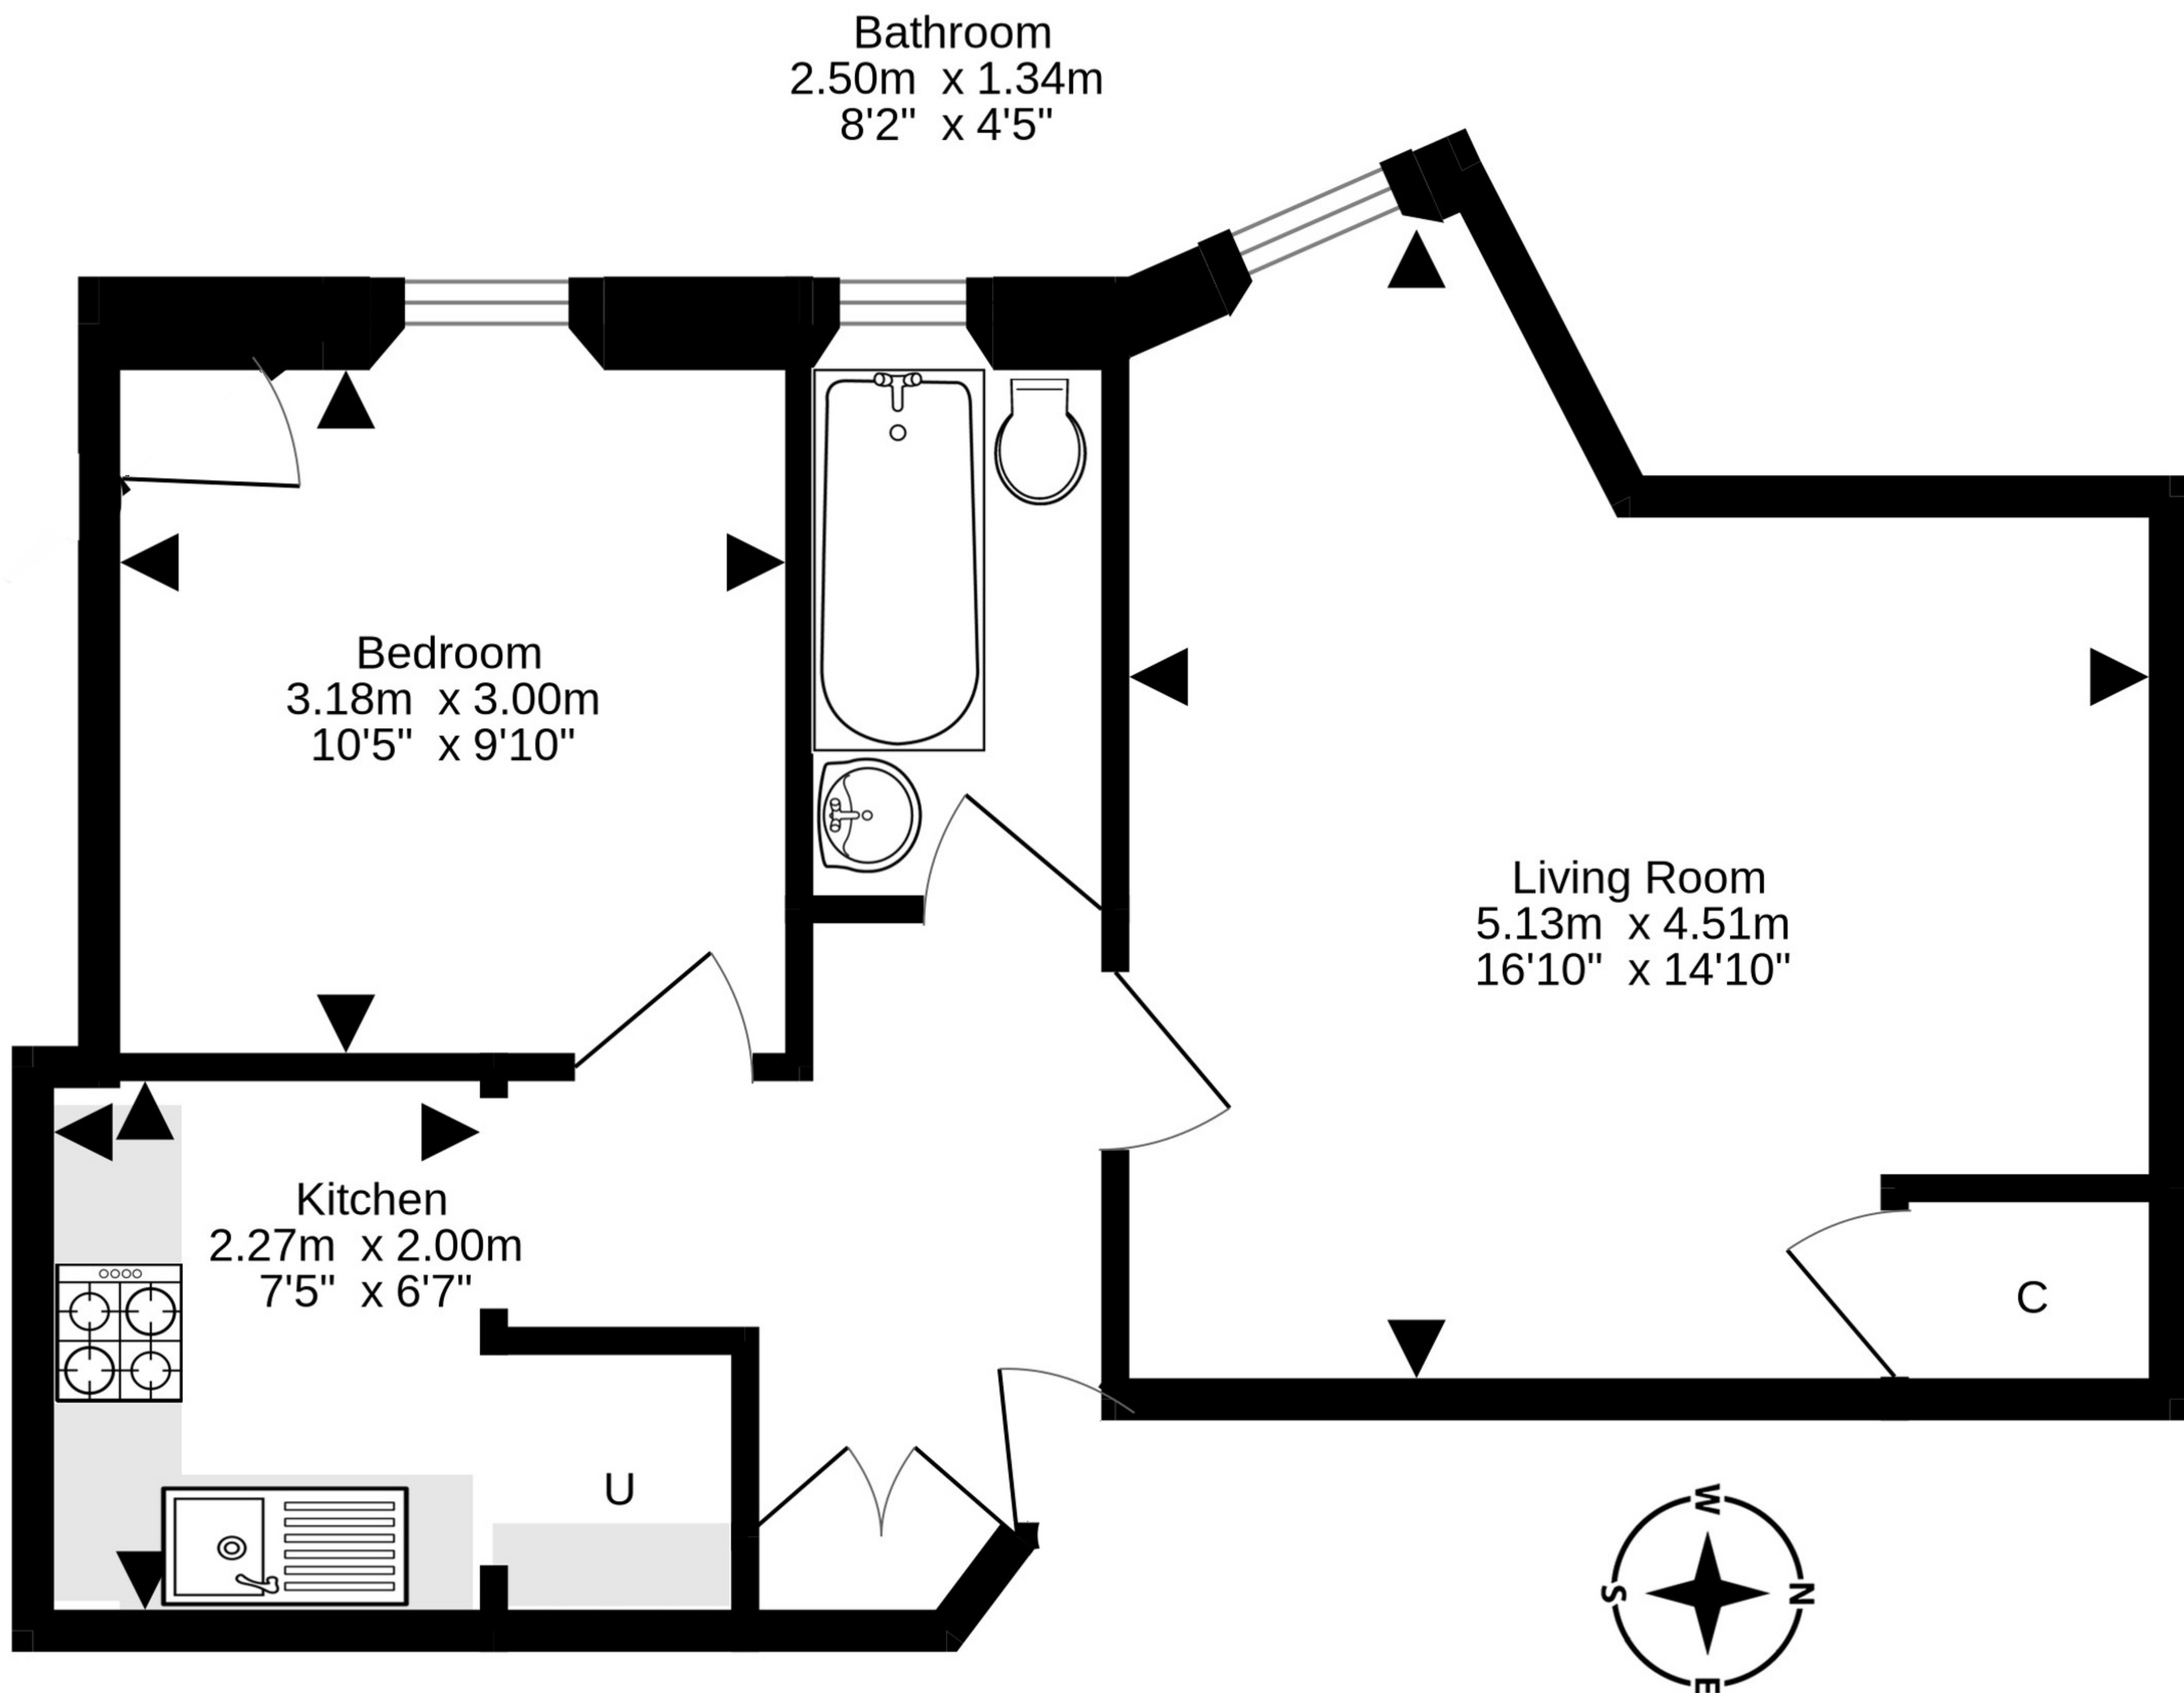 Bathroom
2.50m x 1.34m
8'2" x 4'5"
Bedroom
3.18m x 3.00m
10'5" x 9'10"
Living Room
5.13m x 4.51m
16'10" x 14'10"
Kitchen
2.27m x 2.00m
7'5" x 6'7"
C
U
W
S
N
E